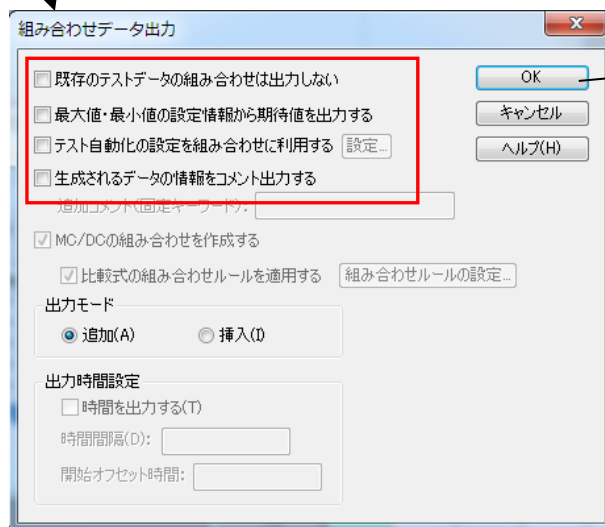 組み合わせデータ出力
既存のテストデータの組み合わせは出力しない
OK
最大値・最小値の設定情報から期待値を出力する
キャンセル
テスト自動化の設定を組み合わせに利用する 設定...
ヘルプ(H)
生成されるデータの情報をコメント出力する
追加コメント(固定キーワード):
MC/DCの組み合わせを作成する
比較式の組み合わせルールを適用する 組み合わせルールの設定...
出力モード
追加(A) 挿入(I)
出力時間設定
時間を出力する(T)
時間間隔(D):
開始オフセット時間: